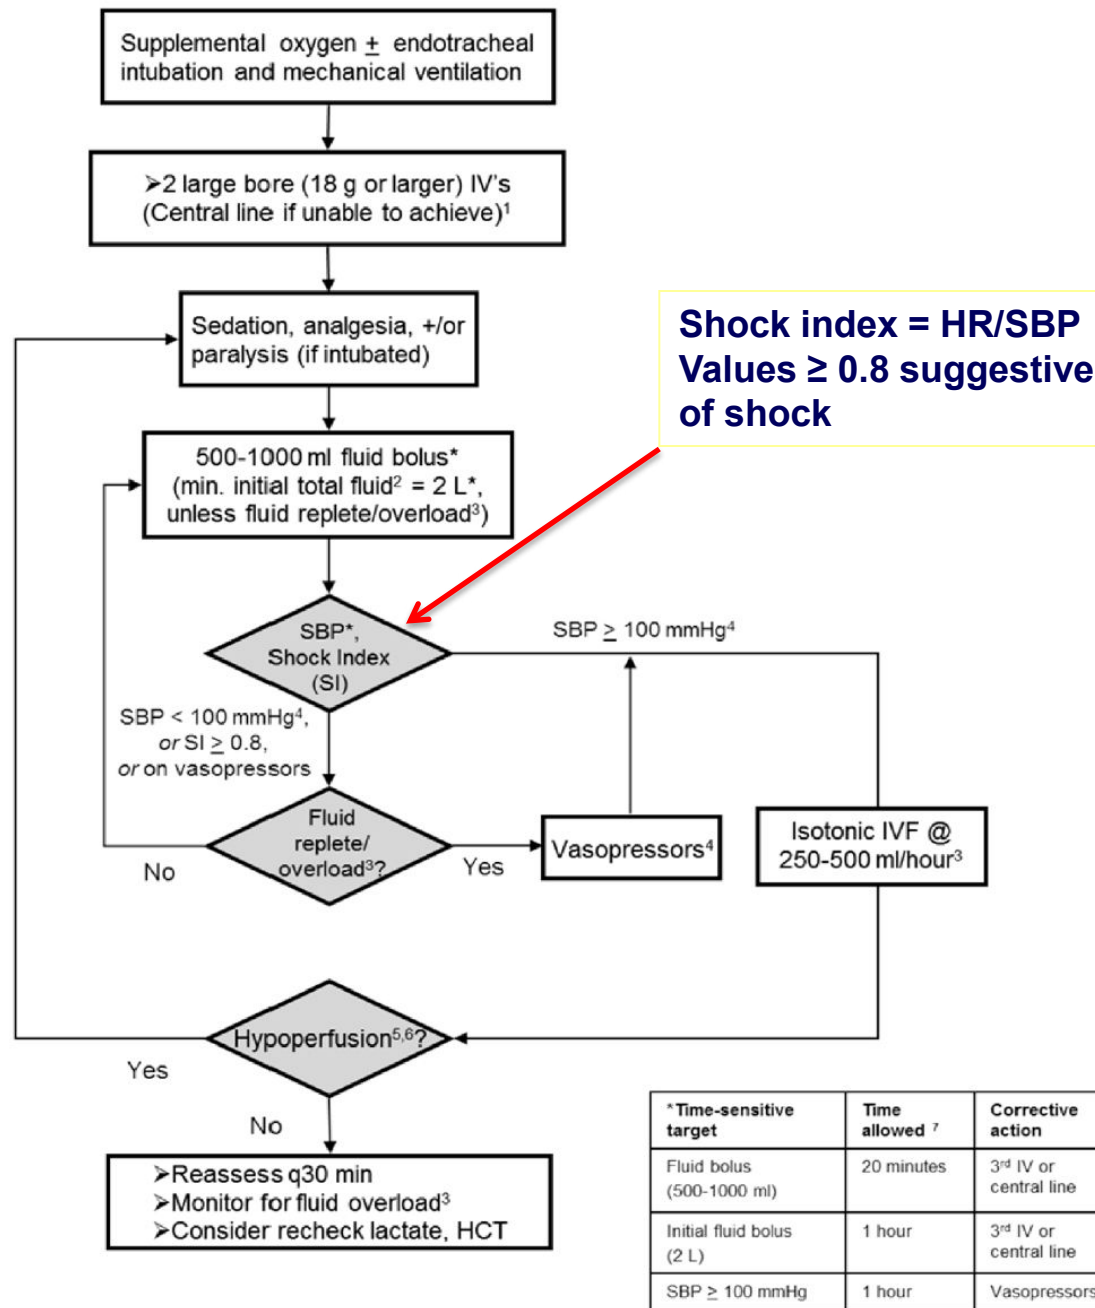 Supplemental oxygen ± endotracheal
intubation and mechanical ventilation
➢2 large bore (18 g or larger) IV's
(Central line if unable to achieve)¹
Sedation, analgesia, +/or
paralysis (if intubated)
Shock index = HR/SBP
Values ≥ 0.8 suggestive
of shock
500-1000 ml fluid bolus*
(min. initial total fluid² = 2 L*,
unless fluid replete/overload³)
SBP*,
Shock Index
(SI)
SBP ≥ 100 mmHg⁴
SBP < 100 mmHg⁴,
or SI ≥ 0.8,
or on vasopressors
Fluid
replete/
overload³?
No
Yes
Vasopressors⁴
Isotonic IVF @
250-500 ml/hour³
Hypoperfusion⁵,⁶?
Yes
No
➢Reassess q30 min
➢Monitor for fluid overload³
➢Consider recheck lactate, HCT
*Time-sensitive target | Time allowed ⁷ | Corrective action
Fluid bolus (500-1000 ml) | 20 minutes | 3rd IV or central line
Initial fluid bolus (2 L) | 1 hour | 3rd IV or central line
SBP ≥ 100 mmHg | 1 hour | Vasopressors